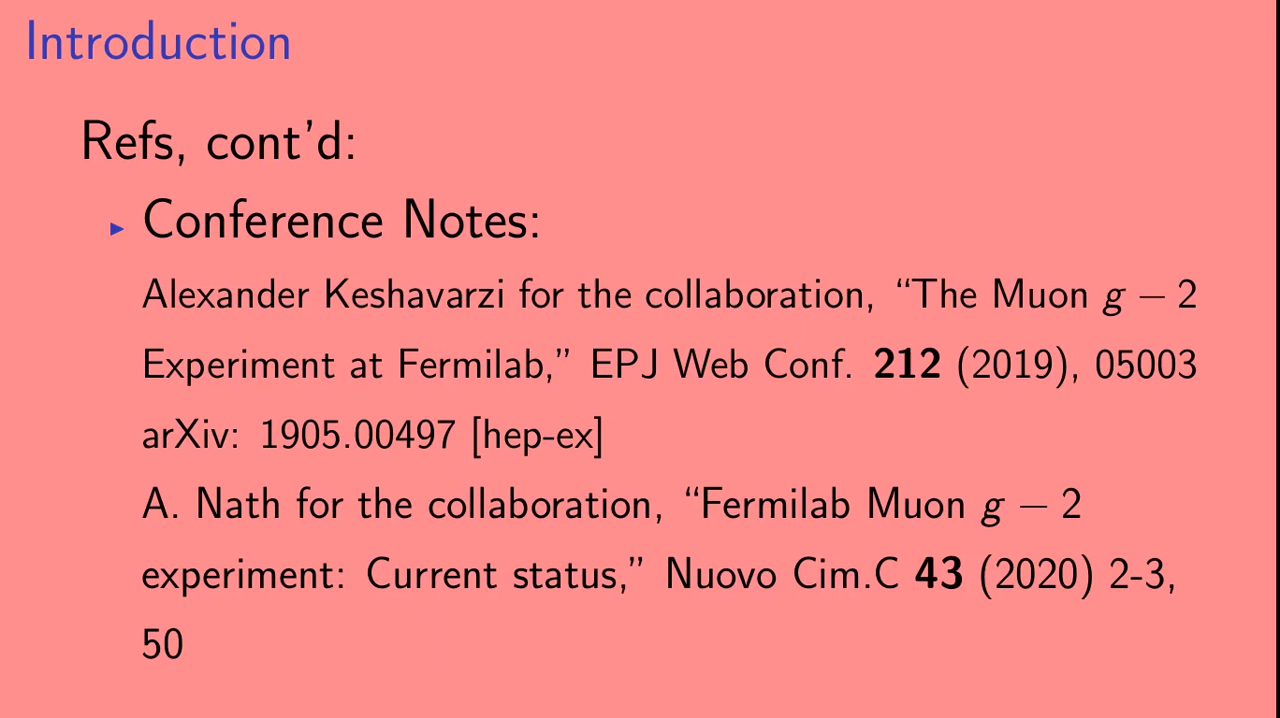 Introduction
Refs, cont'd:
▸ Conference Notes:
Alexander Keshavarzi for the collaboration, “The Muon g − 2
Experiment at Fermilab,” EPJ Web Conf. 212 (2019), 05003
arXiv: 1905.00497 [hep-ex]
A. Nath for the collaboration, “Fermilab Muon g − 2
experiment: Current status,” Nuovo Cim.C 43 (2020) 2-3,
50